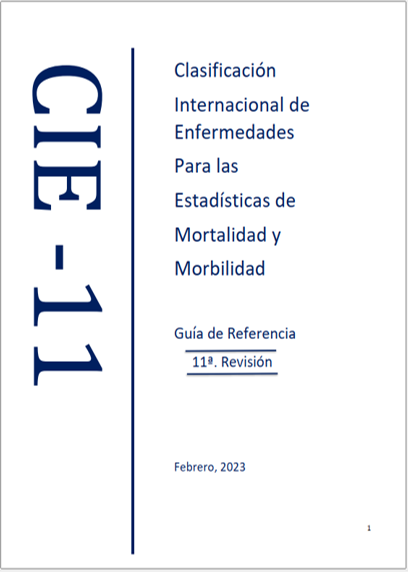 CIE - 11
Clasificación
Internacional de
Enfermedades
Para las
Estadísticas de
Mortalidad y
Morbilidad
Guía de Referencia
11ª. Revisión
Febrero, 2023
1